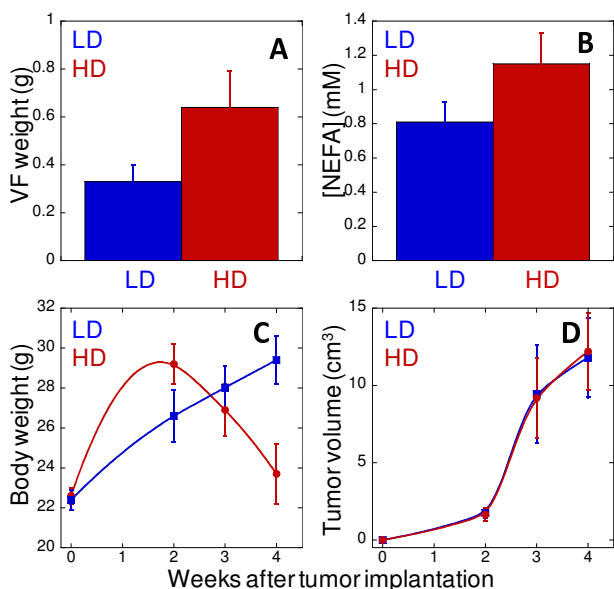 A
LD
HD
VF weight (g)
1
0.8
0.6
0.4
0.2
0
LD HD
B
LD
HD
[NEFA] (mM)
1.4
1.2
1
0.8
0.6
0.4
0.2
0
LD HD
C
LD
HD
Body weight (g)
32
30
28
26
24
22
20
0 1 2 3 4
D
LD
HD
Tumor volume (cm³)
15
10
5
0
0 1 2 3 4
Weeks after tumor implantation